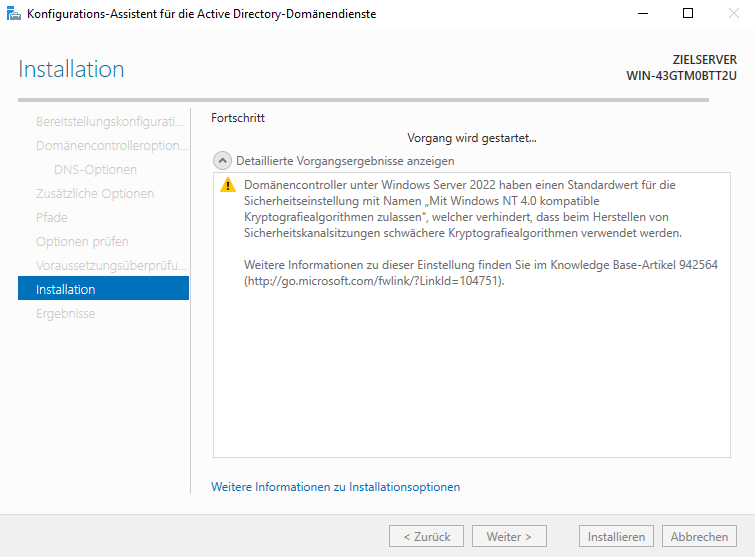 Konfigurations-Assistent für die Active Directory-Domänendienste
Installation
ZIELSERVER
WIN-43GTM0BTT2U
Bereitstellungskonfigurati...
Domänencontrolleroption...
DNS-Optionen
Zusätzliche Optionen
Pfade
Optionen prüfen
Voraussetzungsüberprüfu...
Installation
Ergebnisse
Fortschritt
Vorgang wird gestartet...
Detaillierte Vorgangsergebnisse anzeigen
Domänencontroller unter Windows Server 2022 haben einen Standardwert für die
Sicherheitseinstellung mit Namen „Mit Windows NT 4.0 kompatible
Kryptografiealgorithmen zulassen“, welcher verhindert, dass beim Herstellen von
Sicherheitskanalsitzungen schwächere Kryptografiealgorithmen verwendet werden.
Weitere Informationen zu dieser Einstellung finden Sie im Knowledge Base-Artikel 942564
(http://go.microsoft.com/fwlink/?LinkId=104751).
Weitere Informationen zu Installationsoptionen
< Zurück
Weiter >
Installieren
Abbrechen